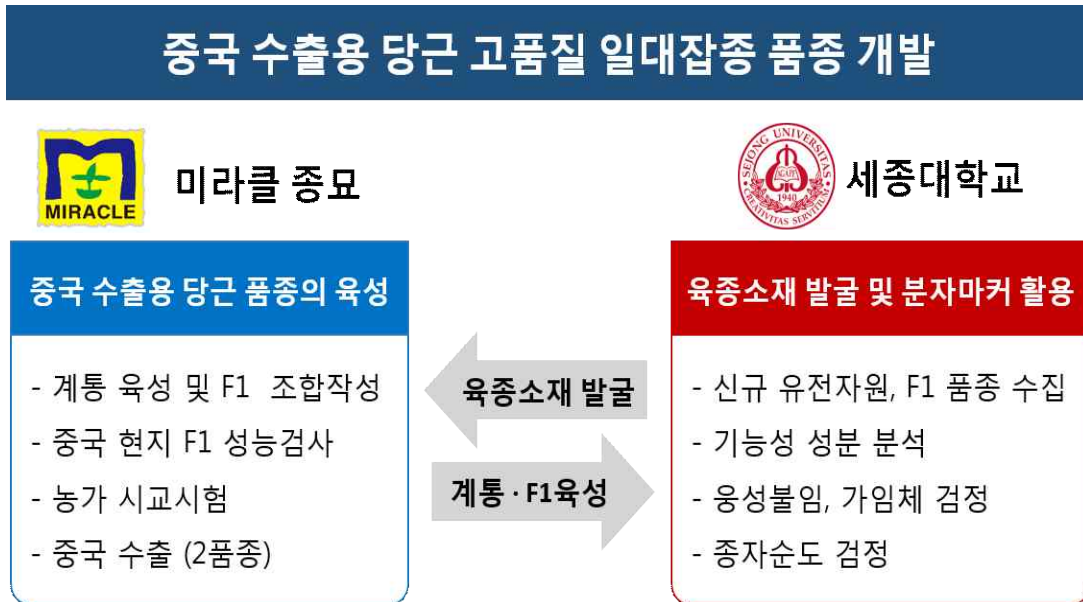 중국 수출용 당근 고품질 일대잡종 품종 개발
MIRACLE
미라클 종묘
SEJONG UNIVERSITAS
1940
CREATIVITAS SERVITIUM
세종대학교
중국 수출용 당근 품종의 육성
- 계통 육성 및 F1 조합작성
- 중국 현지 F1 성능검사
- 농가 시교시험
- 중국 수출 (2품종)
육종소재 발굴
계통 · F1육성
육종소재 발굴 및 분자마커 활용
- 신규 유전자원, F1 품종 수집
- 기능성 성분 분석
- 웅성불임, 가임체 검정
- 종자순도 검정